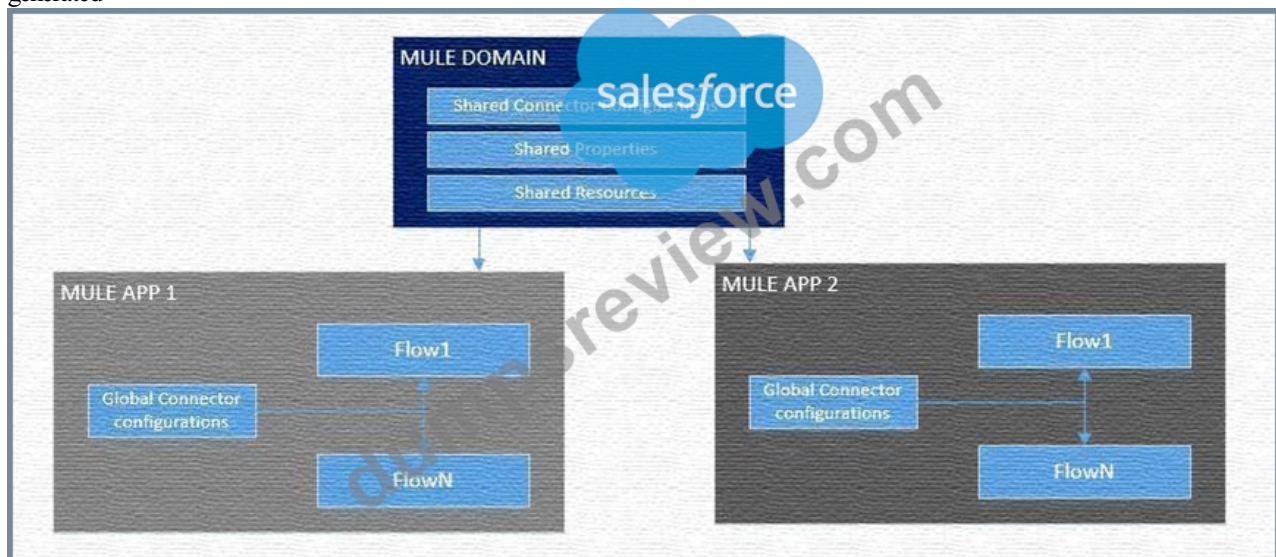 generated
MULE DOMAIN
salesforce
Shared Connector Configurations
Shared Properties
Shared Resources
MULE APP 1
Flow1
Global Connector
configurations
FlowN
MULE APP 2
Flow1
Global Connector
configurations
FlowN